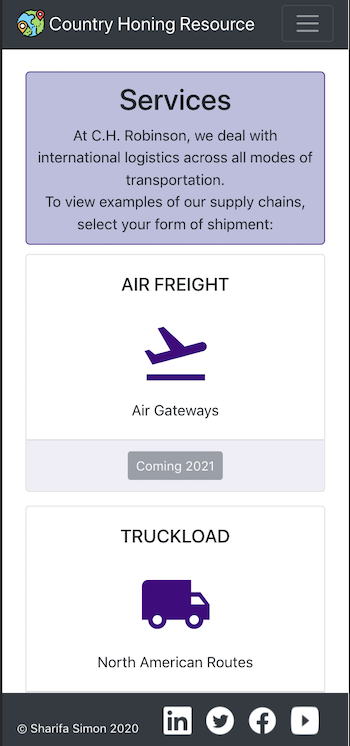 Country Honing Resource
Services
At C.H. Robinson, we deal with
international logistics across all modes of
transportation.
To view examples of our supply chains,
select your form of shipment:
AIR FREIGHT
Air Gateways
Coming 2021
TRUCKLOAD
North American Routes
© Sharifa Simon 2020
in